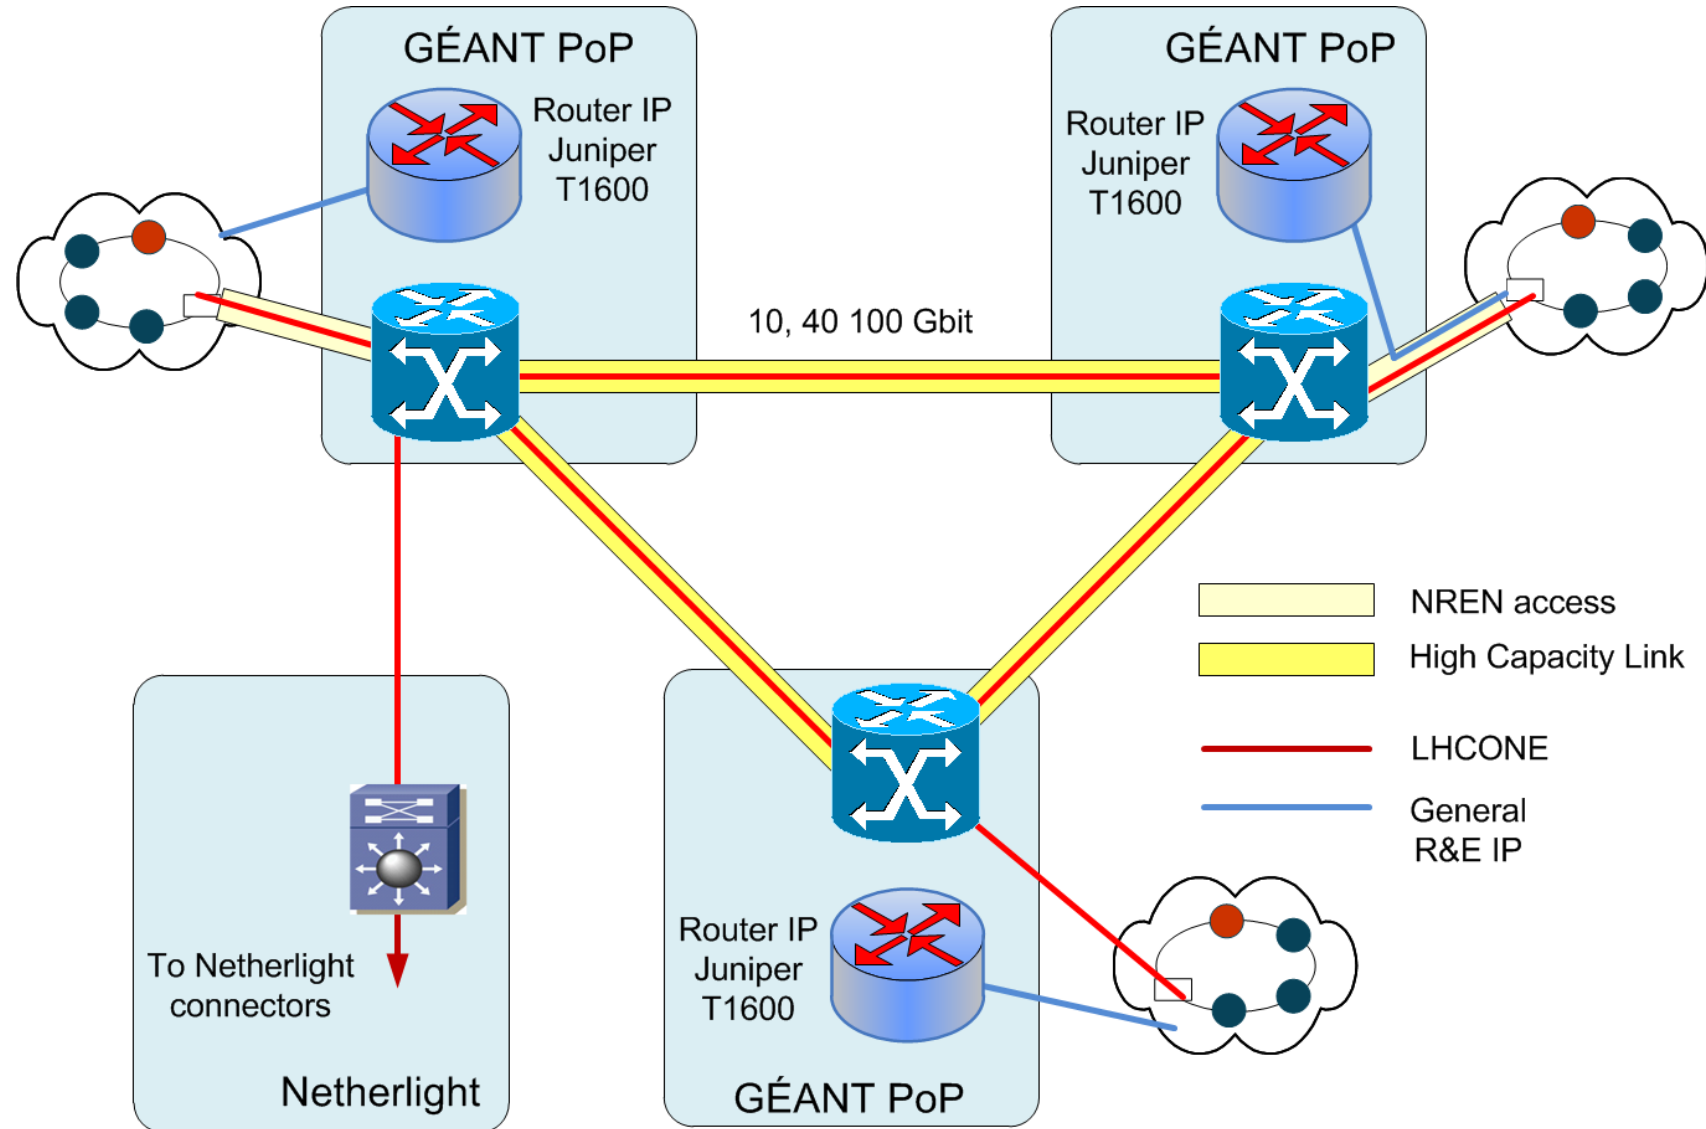 GÉANT PoP
Router IP
Juniper
T1600
GÉANT PoP
Router IP
Juniper
T1600
10, 40 100 Gbit
NREN access
High Capacity Link
LHCONE
General
R&E IP
To Netherlight
connectors
Netherlight
Router IP
Juniper
T1600
GÉANT PoP